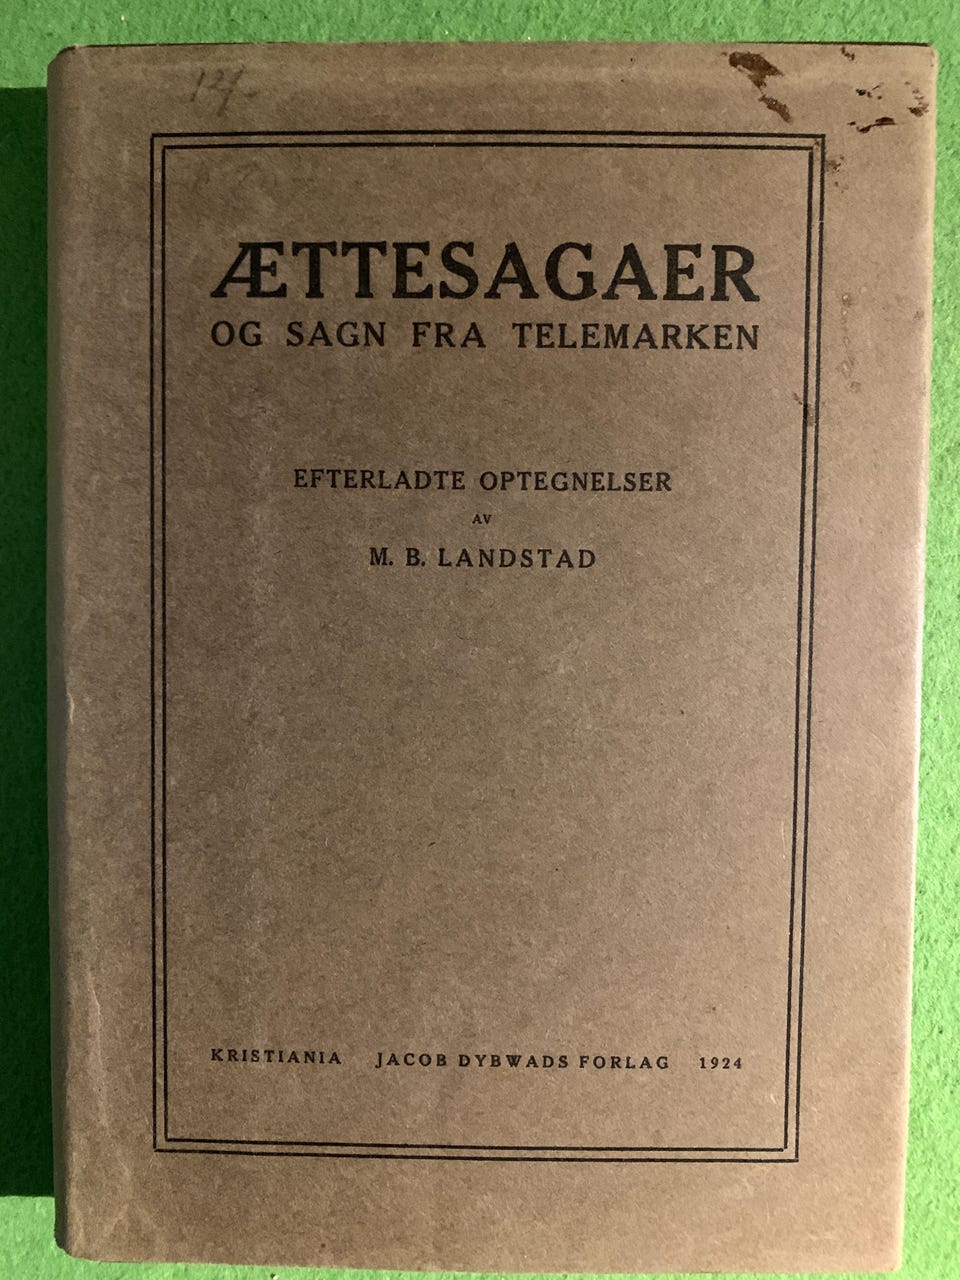 ÆTTESAGAER
OG SAGN FRA TELEMARKEN
EFTERLADTE OPTEGNELSER
AV
M. B. LANDSTAD
KRISTIANIA JACOB DYBWADS FORLAG 1924